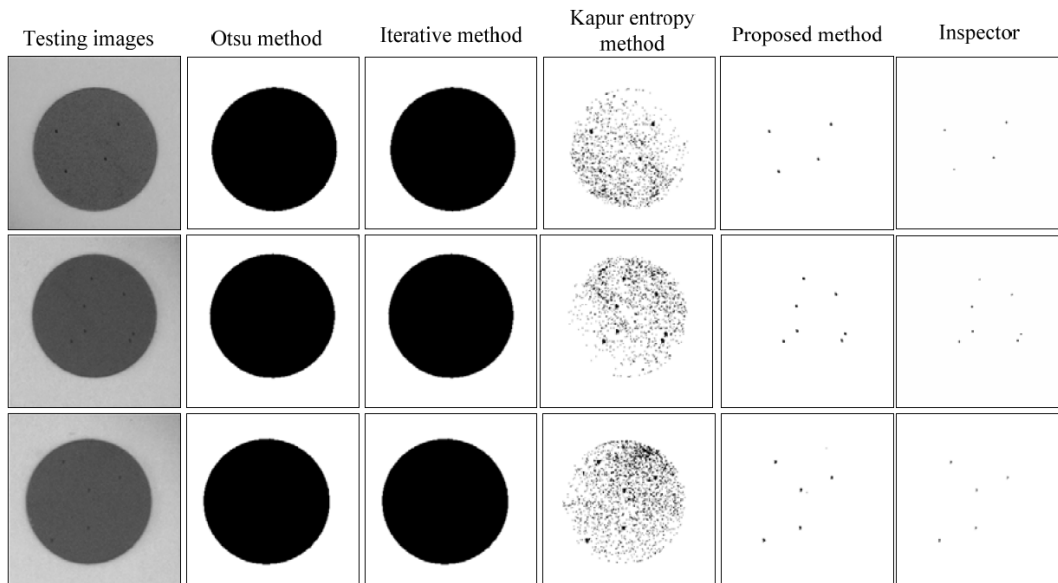 Testing images
Otsu method
Iterative method
Kapur entropy
method
Proposed method
Inspector